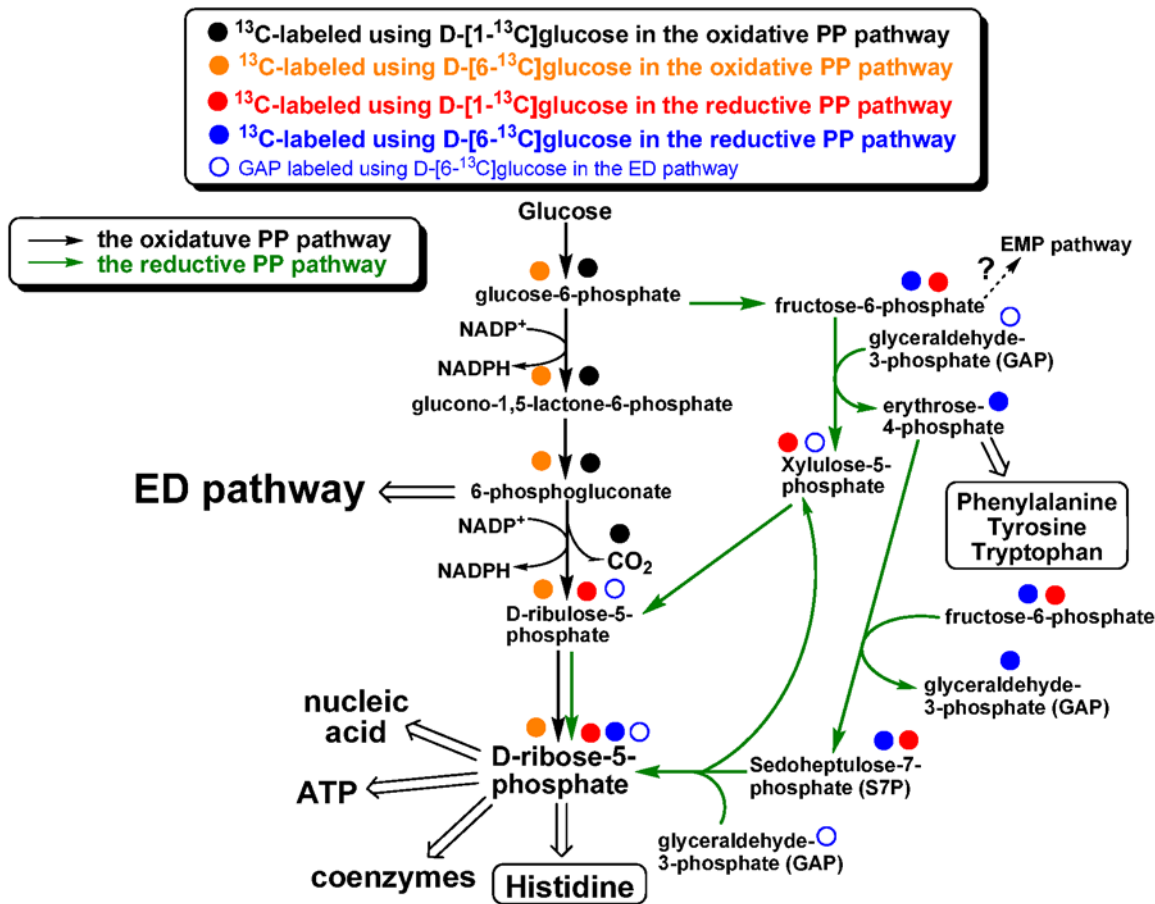 ¹³C-labeled using D-[1-¹³C]glucose in the oxidative PP pathway
¹³C-labeled using D-[6-¹³C]glucose in the oxidative PP pathway
¹³C-labeled using D-[1-¹³C]glucose in the reductive PP pathway
¹³C-labeled using D-[6-¹³C]glucose in the reductive PP pathway
GAP labeled using D-[6-¹³C]glucose in the ED pathway
the oxidatuve PP pathway
the reductive PP pathway
Glucose
glucose-6-phosphate
NADP⁺
NADPH
glucono-1,5-lactone-6-phosphate
ED pathway
6-phosphogluconate
NADP⁺
NADPH
CO₂
D-ribulose-5-
phosphate
EMP pathway
?
fructose-6-phosphate
glyceraldehyde-
3-phosphate (GAP)
erythrose-
4-phosphate
Xylulose-5-
phosphate
Phenylalanine
Tyrosine
Tryptophan
fructose-6-phosphate
glyceraldehyde-
3-phosphate (GAP)
Sedoheptulose-7-
phosphate (S7P)
glyceraldehyde-
3-phosphate (GAP)
D-ribose-5-
phosphate
nucleic
acid
ATP
coenzymes
Histidine